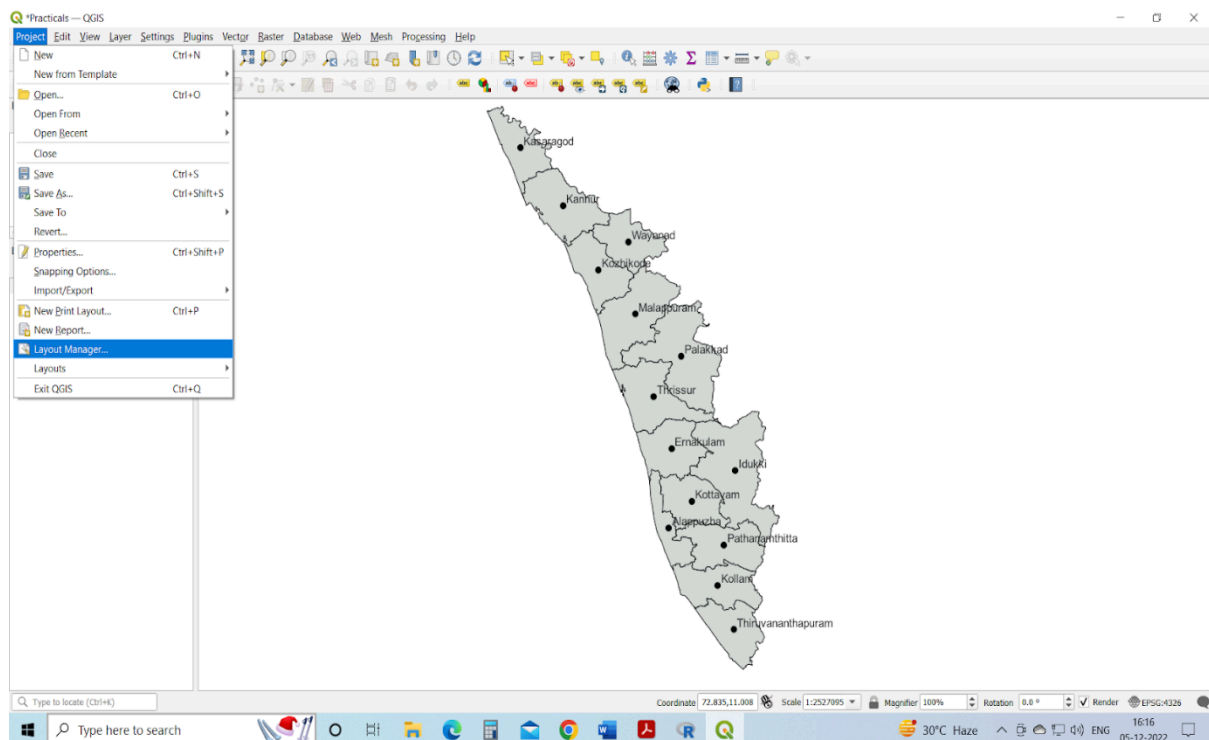 *Practicals — QGIS
Project Edit View Layer Settings Plugins Vector Raster Database Web Mesh Processing Help
New Ctrl+N
New from Template
Open... Ctrl+O
Open From
Open Recent
Close
Save Ctrl+S
Save As... Ctrl+Shift+S
Save To
Revert...
Properties... Ctrl+Shift+P
Snapping Options...
Import/Export
New Print Layout... Ctrl+P
New Report...
Layout Manager...
Layouts
Exit QGIS Ctrl+Q
Kasaragod
Kannur
Wayanad
Kozhikode
Malappuram
Palakkad
Thrissur
Ernakulam
Idukki
Kottayam
Alappuzha
Pathanamthitta
Kollam
Thiruvananthapuram
Type to locate (Ctrl+K) Coordinate 72.835,11.008 Scale 1:2527095 Magnifier 100% Rotation 0.0 ° Render EPSG:4326
Type here to search 30°C Haze ENG 16:16
05-12-2022